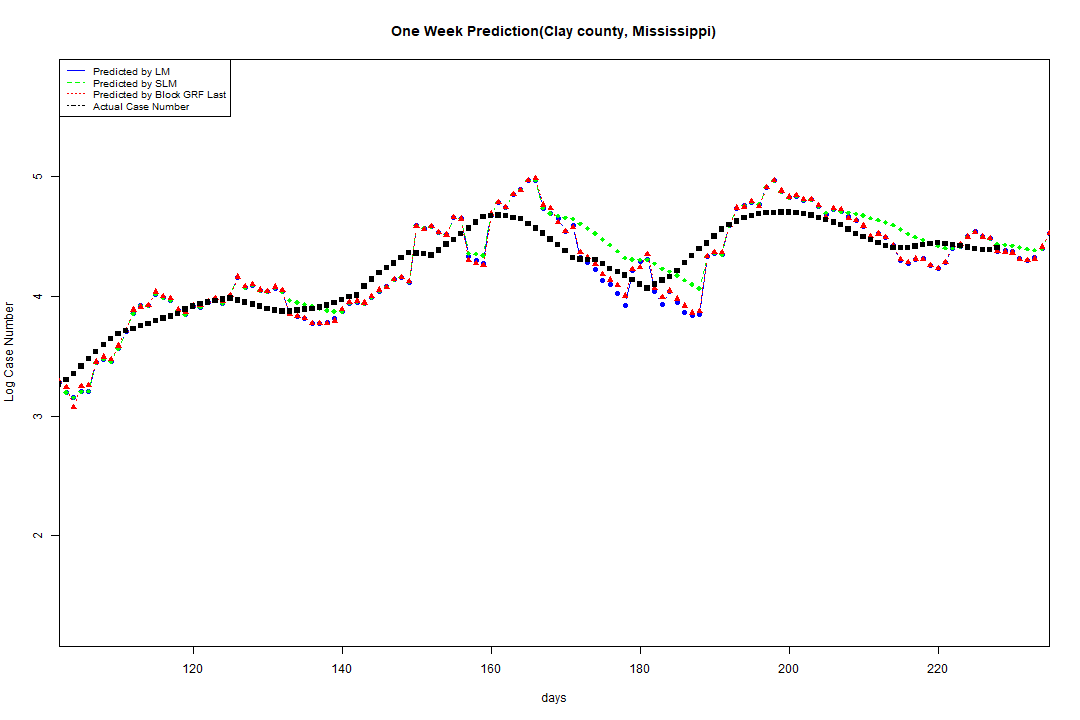 One Week Prediction(Clay county, Mississippi)
Predicted by LM
Predicted by SLM
Predicted by Block GRF Last
Actual Case Number
5
4
3
2
Log Case Number
120 140 160 180 200 220
days